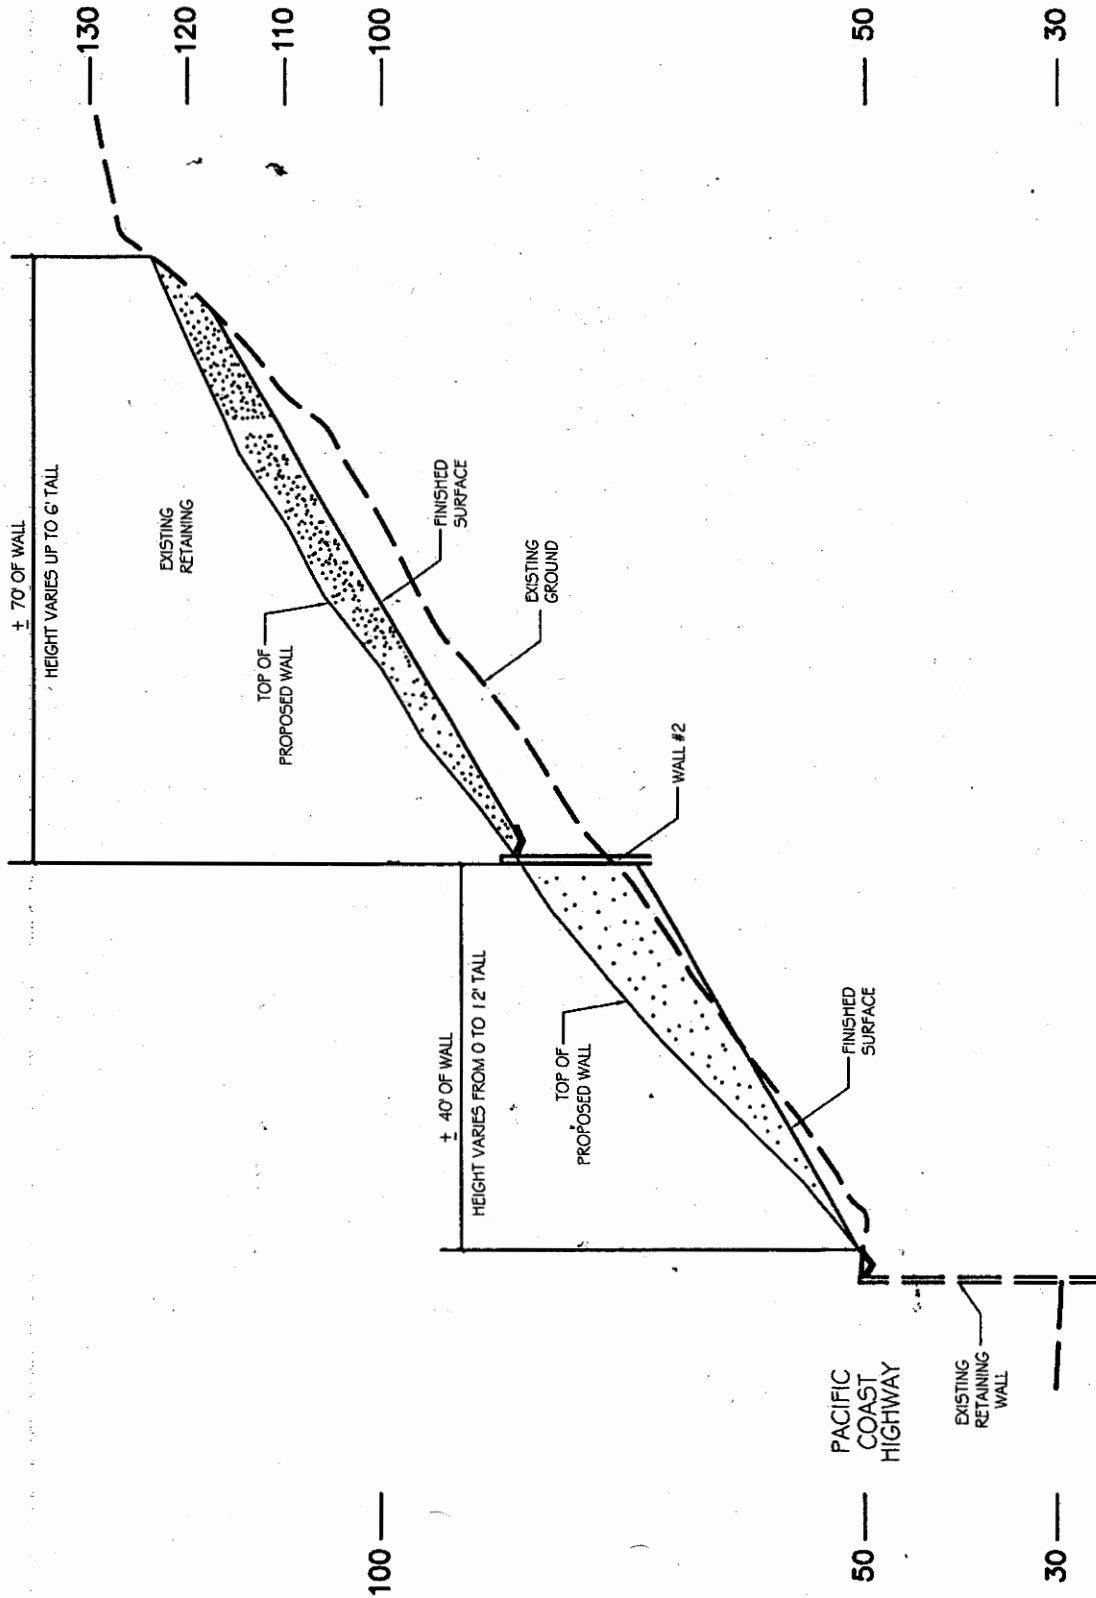 ± 70' OF WALL
HEIGHT VARIES UP TO 6' TALL
130
120
110
100
50
30
EXISTING
RETAINING
TOP OF
PROPOSED WALL
FINISHED
SURFACE
EXISTING
GROUND
WALL #2
± 40' OF WALL
HEIGHT VARIES FROM 0 TO 12' TALL
TOP OF
PROPOSED WALL
FINISHED
SURFACE
PACIFIC
COAST
HIGHWAY
EXISTING
RETAINING
WALL
100
50
30